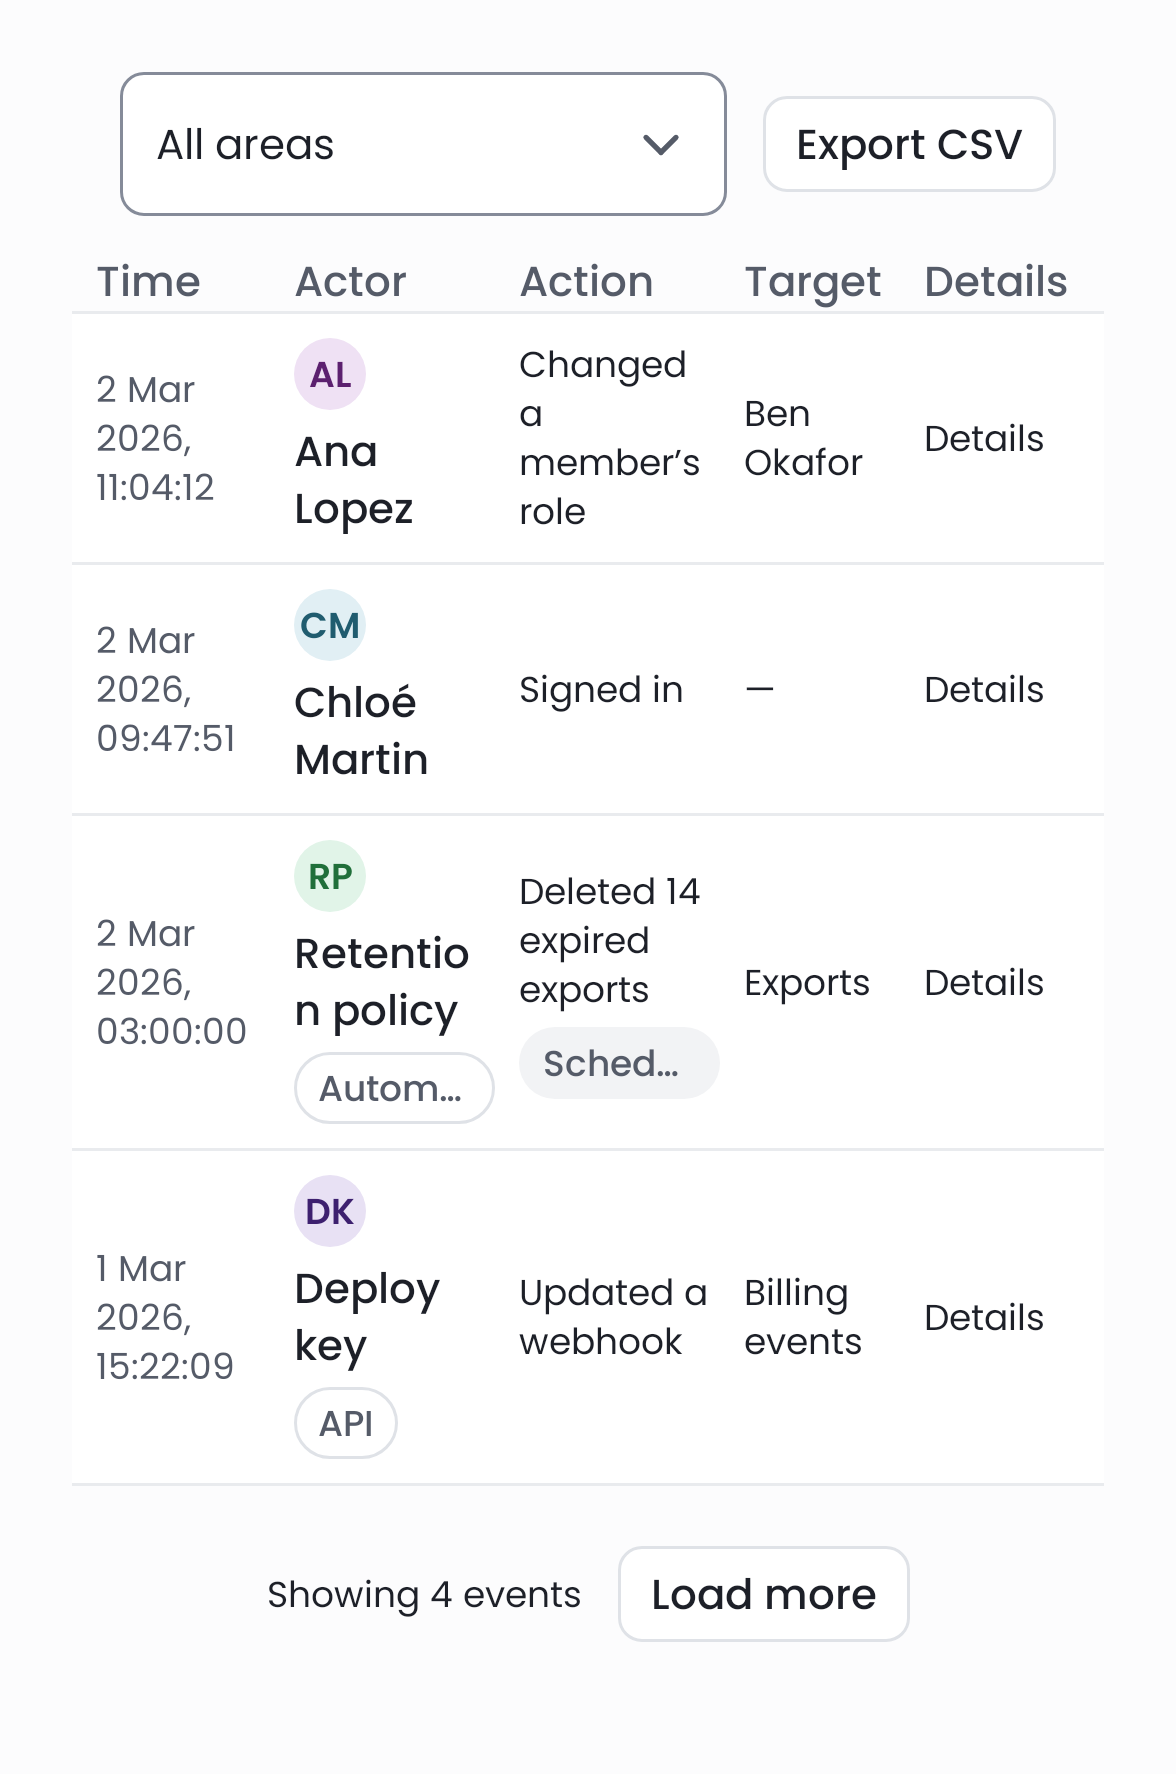 All areas
Export CSV
Time Actor Action Target Details
2 Mar
2026,
11:04:12
AL
Ana
Lopez
Changed
a
member’s
role
Ben
Okafor
Details
2 Mar
2026,
09:47:51
CM
Chloé
Martin
Signed in
—
Details
2 Mar
2026,
03:00:00
RP
Retentio
n policy
Autom...
Deleted 14
expired
exports
Sched...
Exports
Details
1 Mar
2026,
15:22:09
DK
Deploy
key
API
Updated a
webhook
Billing
events
Details
Showing 4 events
Load more